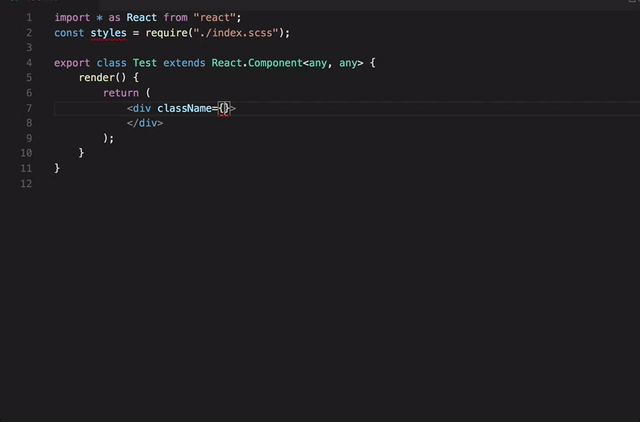 1 import * as React from "react";
2 const styles = require("./index.scss");
3
4 export class Test extends React.Component<any, any> {
5 render() {
6 return (
7 <div className={}>
8 </div>
9 );
10 }
11 }
12